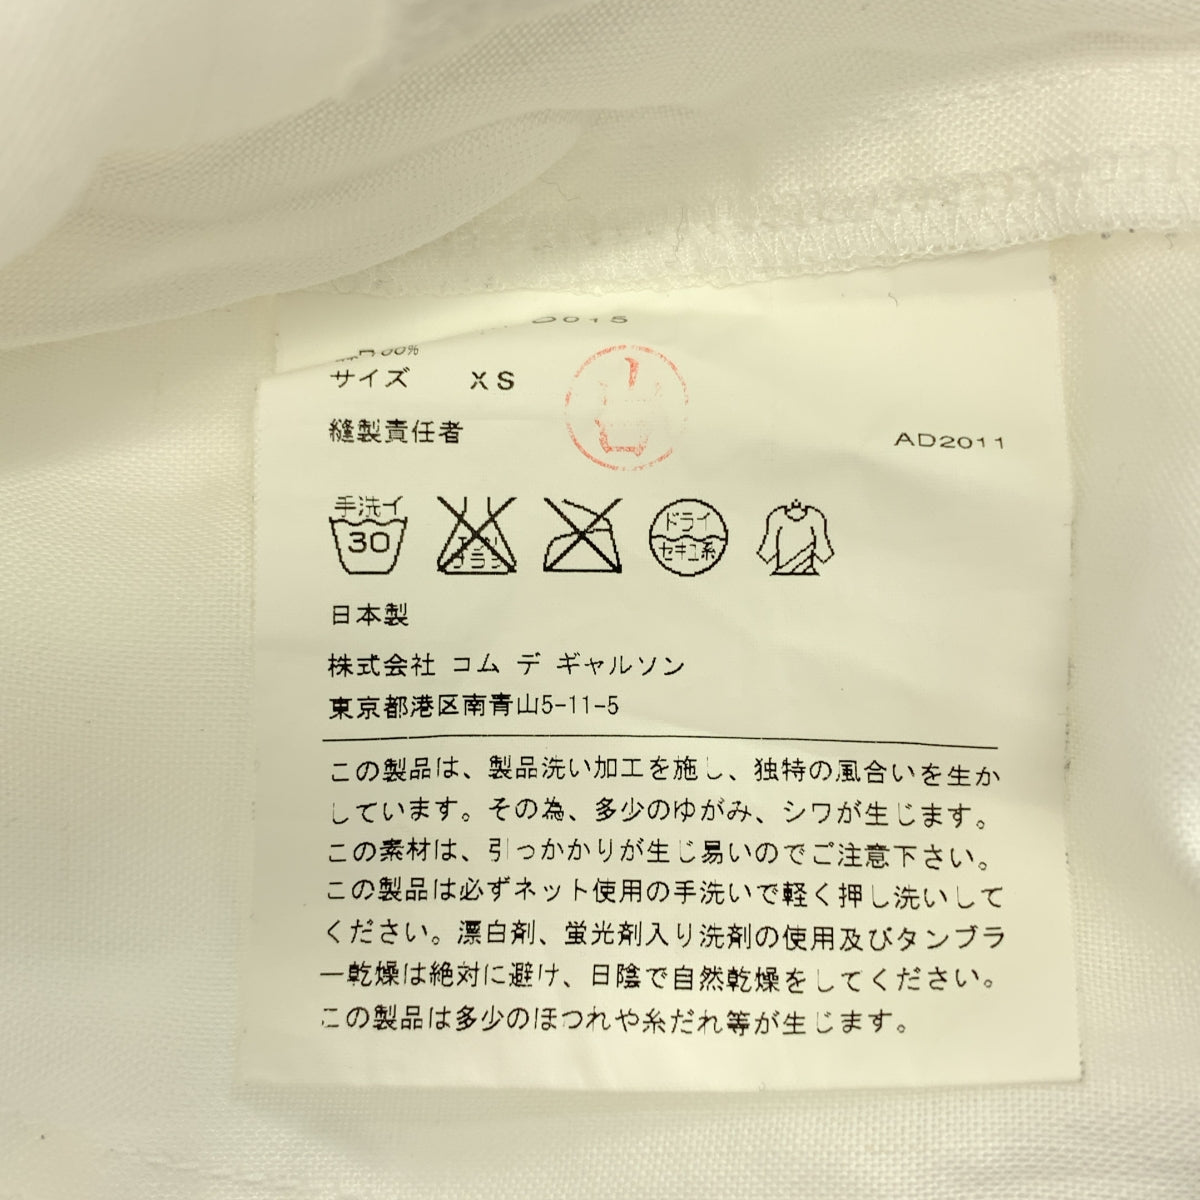 サイズ XS
縫製責任者 AD2011
手洗イ
30
ドライ
セキユ系
日本製
株式会社 コム デ ギャルソン
東京都港区南青山5-11-5
この製品は、製品洗い加工を施し、独特の風合いを生か
しています。その為、多少のゆがみ、シワが生じます。
この素材は、引っかかりが生じ易いのでご注意下さい。
この製品は必ずネット使用の手洗いで軽く押し洗いして
ください。漂白剤、蛍光剤入り洗剤の使用及びタンブラ
ー乾燥は絶対に避け、日陰で自然乾燥をしてください。
この製品は多少のほつれや糸だれ等が生じます。